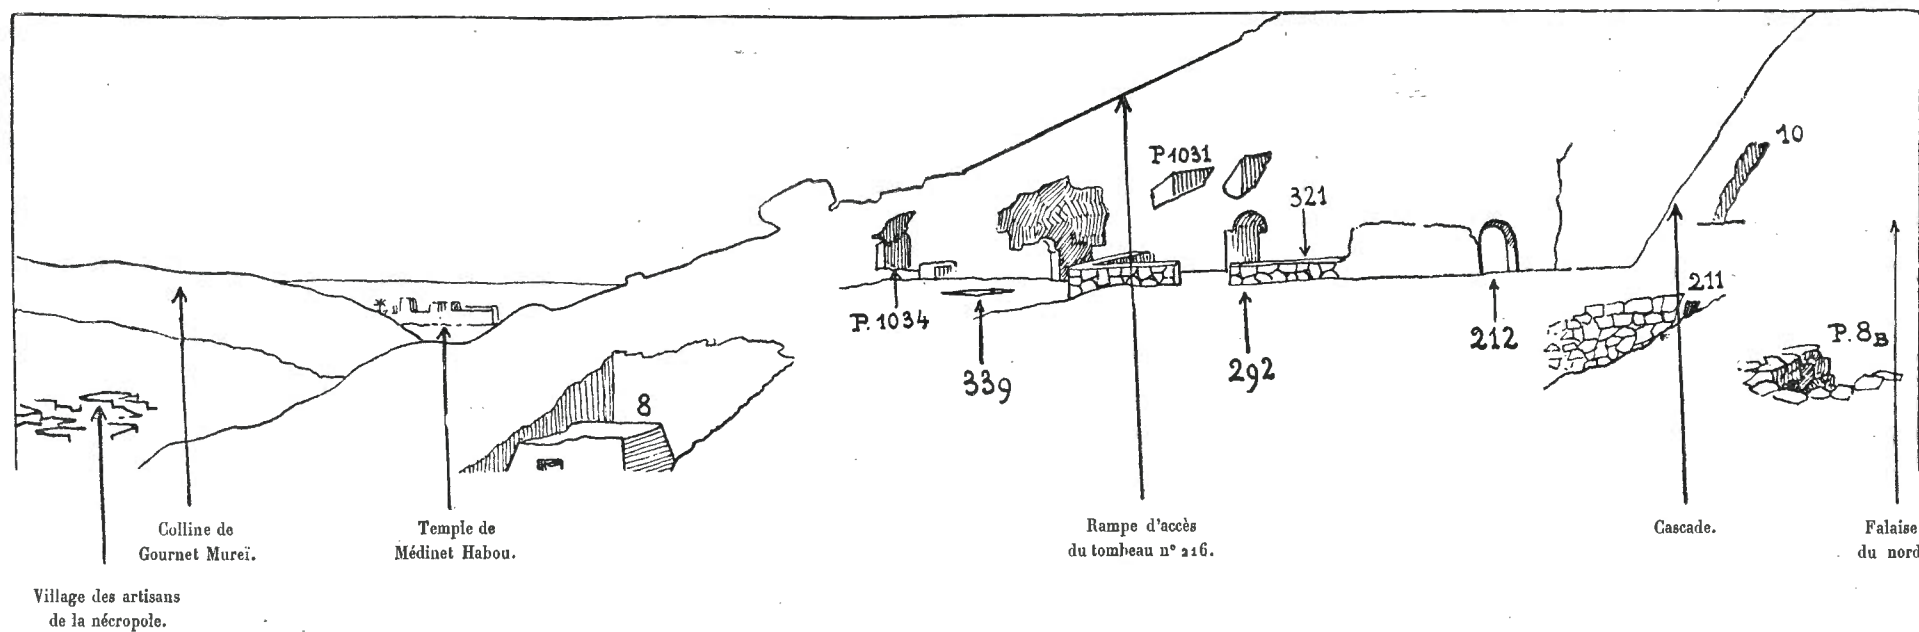 10
P.1031
321
211
P.1034
P. 8B
212
339
292
8
Colline de
Gournet Mureï.
Temple de
Médinet Habou.
Rampe d'accès
du tombeau nº 216.
Cascade.
Falaise
du nord
Village des artisans
de la nécropole.